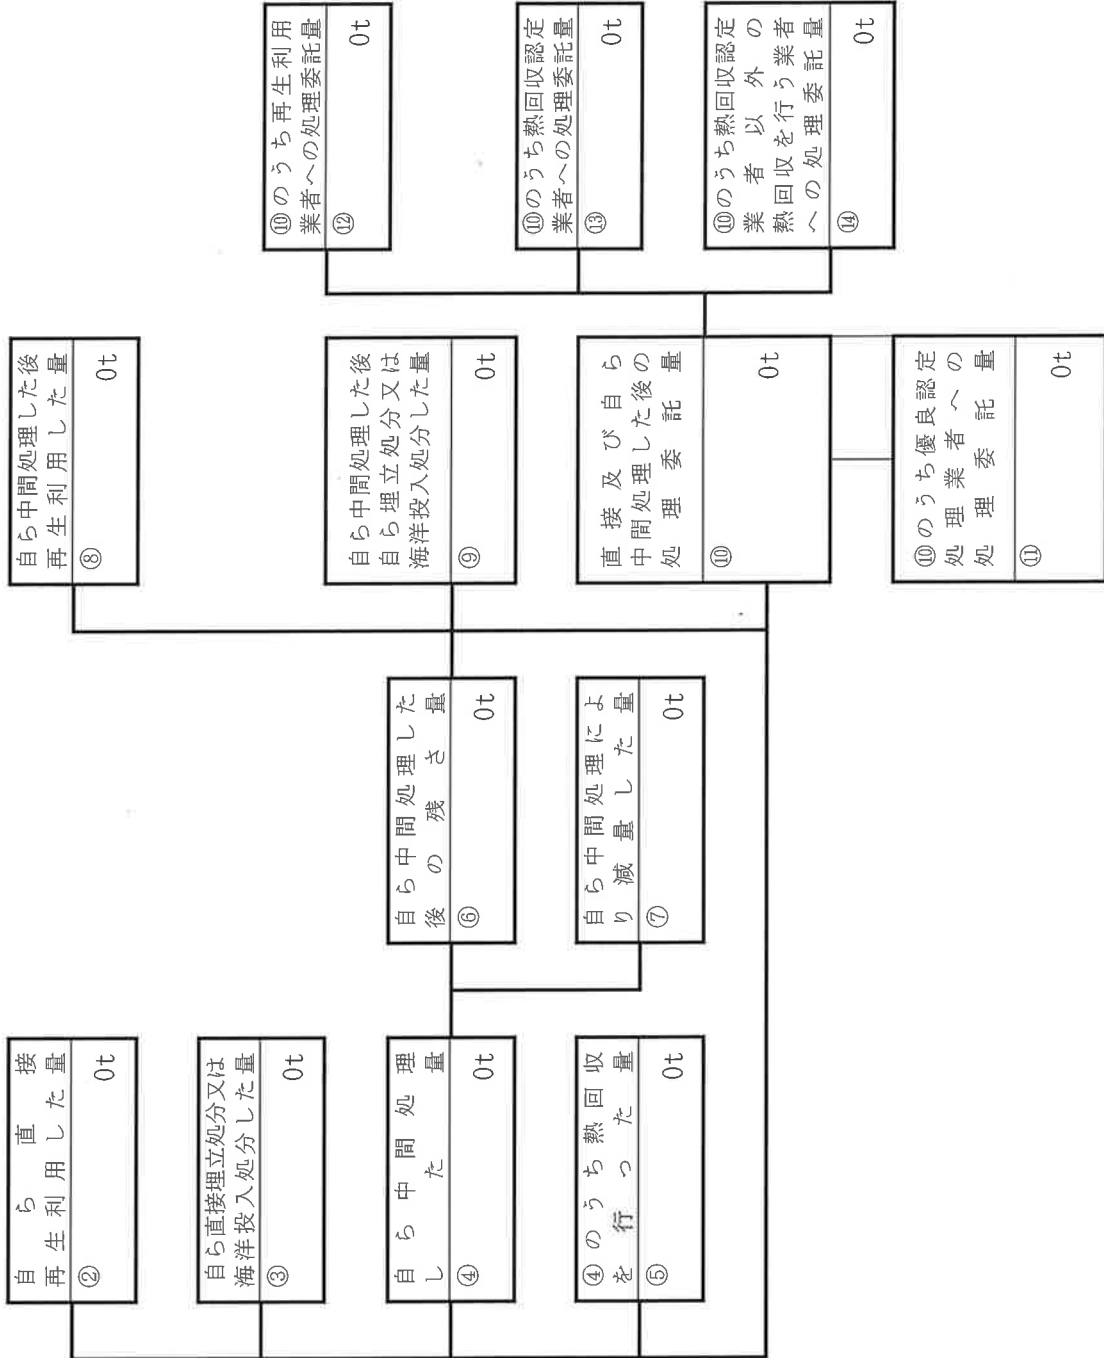 自ら直接
再生利用した量
②
0t
自ら直接埋立処分又は
海洋投入処分した量
③
0t
自ら中間処理
した量
④
0t
④のうち熱回収
を行った量
⑤
0t
自ら中間処理した
後の残さ量
⑥
0t
自ら中間処理によ
り減量した量
⑦
0t
自ら中間処理した後
再生利用した量
⑧
0t
自ら中間処理した後
自ら埋立処分又は
海洋投入処分した量
⑨
0t
直接及び自ら
中間処理した後の
処理委託量
⑩
0t
⑩のうち優良認定
処理業者への
処理委託量
⑪
0t
⑩のうち再生利用
業者への処理委託量
⑫
0t
⑩のうち熱回収認定
業者への処理委託量
⑬
0t
⑩のうち熱回収認定
業者以外の
熱回収を行う業者
への処理委託量
⑭
0t